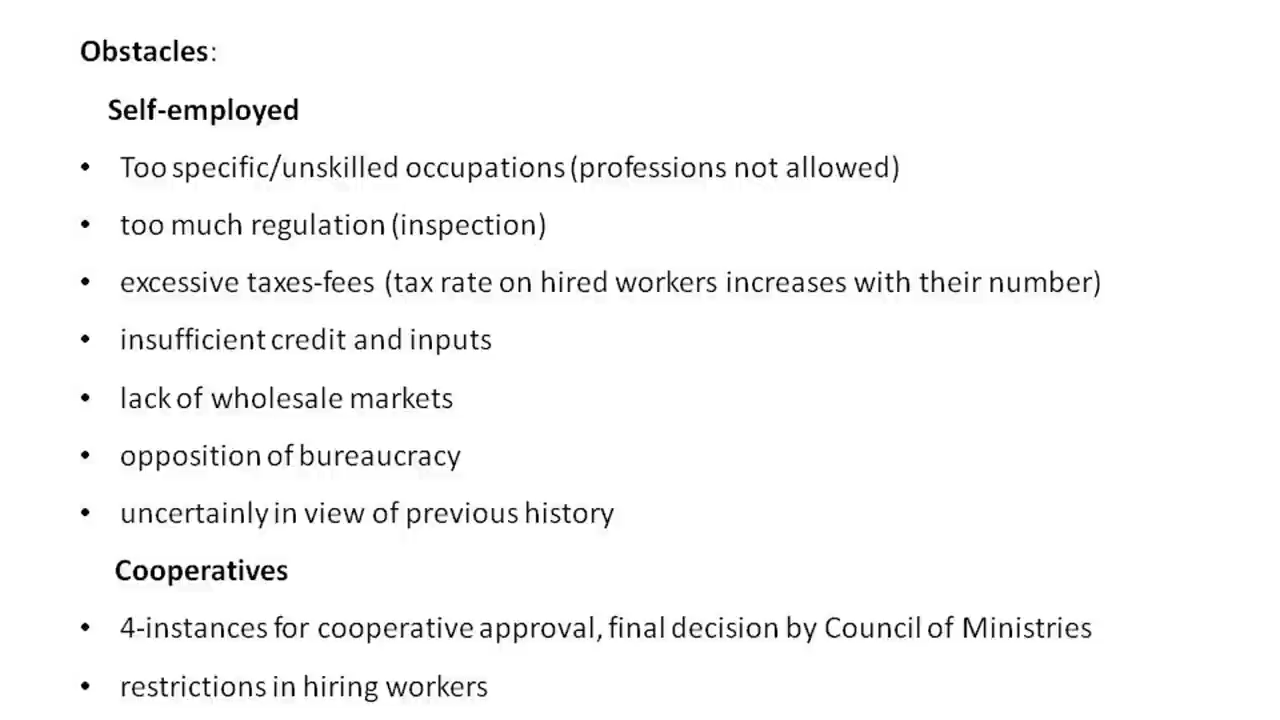 Obstacles:
Self-employed
• Too specific/unskilled occupations (professions not allowed)
• too much regulation (inspection)
• excessive taxes-fees (tax rate on hired workers increases with their number)
• insufficient credit and inputs
• lack of wholesale markets
• opposition of bureaucracy
• uncertainly in view of previous history
Cooperatives
• 4-instances for cooperative approval, final decision by Council of Ministries
• restrictions in hiring workers